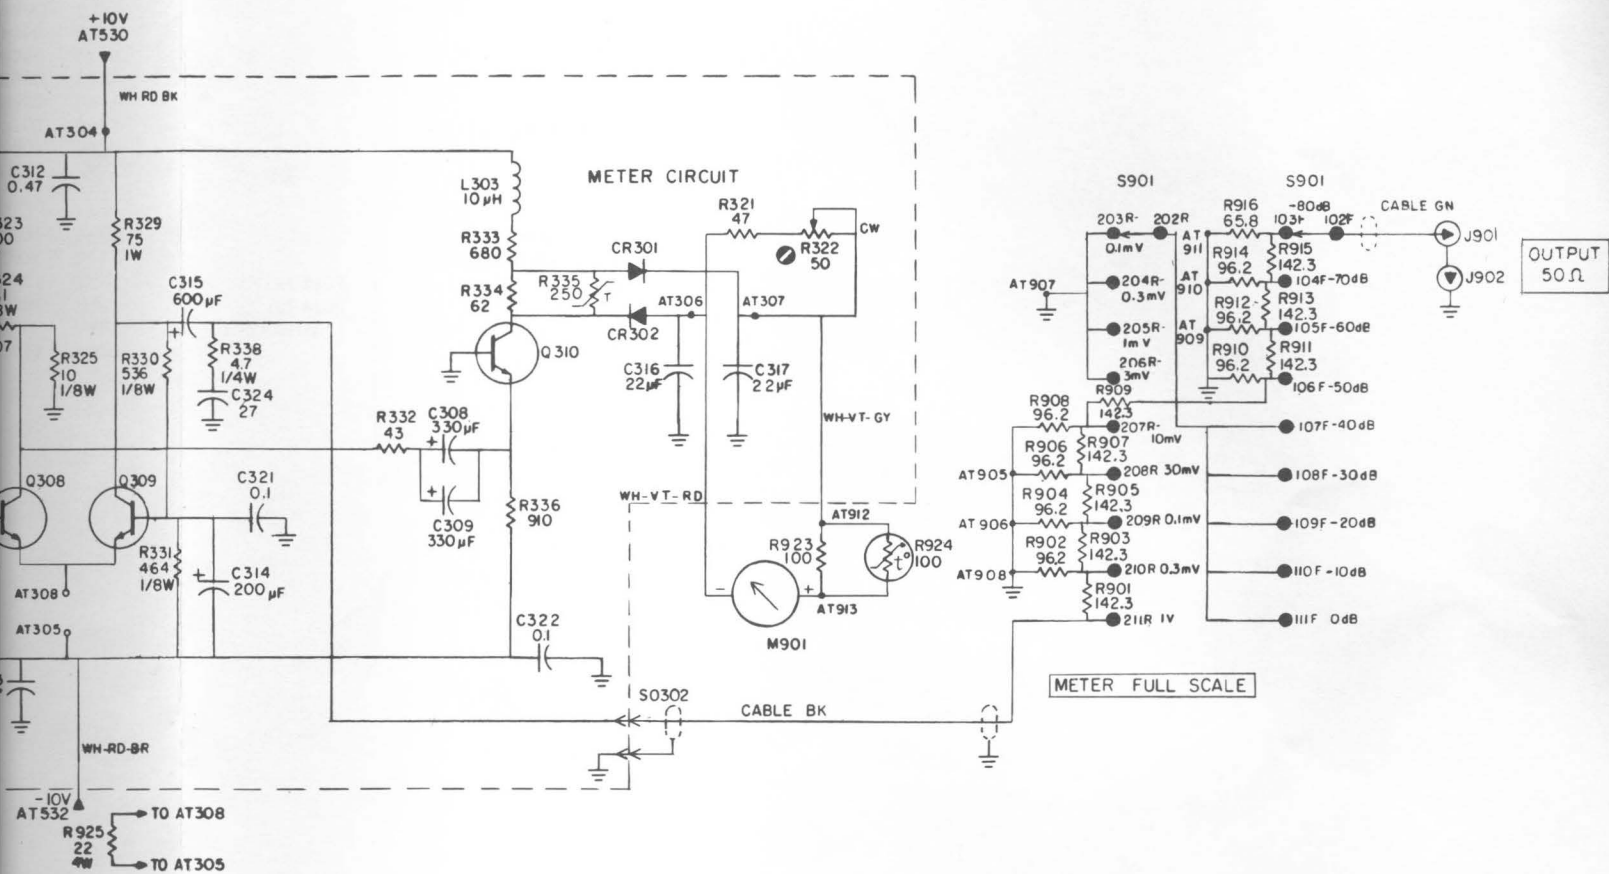 +10V
AT530
WH RD BK
AT304
C312
0.47
R329
75
1W
C315
600µF
R325
10
1/8W
R330
536
1/8W
R338
4.7
1/4W
C324
27
Q308
Q309
C321
0.1
R331
464
1/8W
C314
200µF
AT308
AT305
WH-RD-BR
-10V
AT532
R925
22
4W
TO AT308
TO AT305
METER CIRCUIT
L303
10µH
R333
680
R334
62
R335
250
T
CR301
CR302
Q310
R332
43
C308
330µF
C309
330µF
R336
910
C322
0.1
R321
47
R322
50
CW
AT306
AT307
C316
22µF
C317
22µF
WH-VT-GY
WH-VT-RD
AT912
R923
100
R924
100
t°
AT913
-
+
M901
SO302
CABLE BK
S901
203R-
0.1mV
202R
AT907
204R-
0.3mV
205R-
1mV
206R-
3mV
AT
911
AT
910
AT
909
R916
65.8
R914
96.2
R912
96.2
R910
96.2
S901
-80dB
102F
R915
142.3
104F-70dB
R913
142.3
105F-60dB
R911
142.3
106F-50dB
CABLE GN
J901
J902
OUTPUT
50Ω
R909
142.3
R908
96.2
207R-
10mV
107F-40dB
R906
96.2
R907
142.3
AT905
208R 30mV
108F-30dB
R904
96.2
R905
142.3
AT906
209R 0.1mV
109F-20dB
R902
96.2
R903
142.3
AT908
210R 0.3mV
110F-10dB
R901
142.3
211R 1V
111F 0dB
METER FULL SCALE